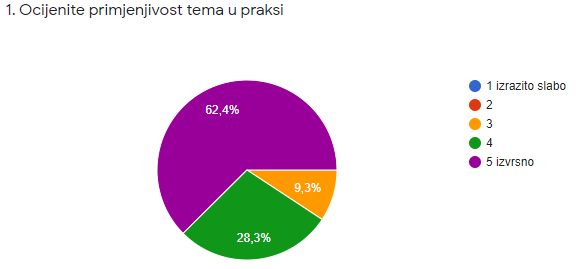 1. Ocijenite primjenjivost tema u praksi
62,4%
9,3%
28,3%
1 izrazito slabo
2
3
4
5 izvrsno